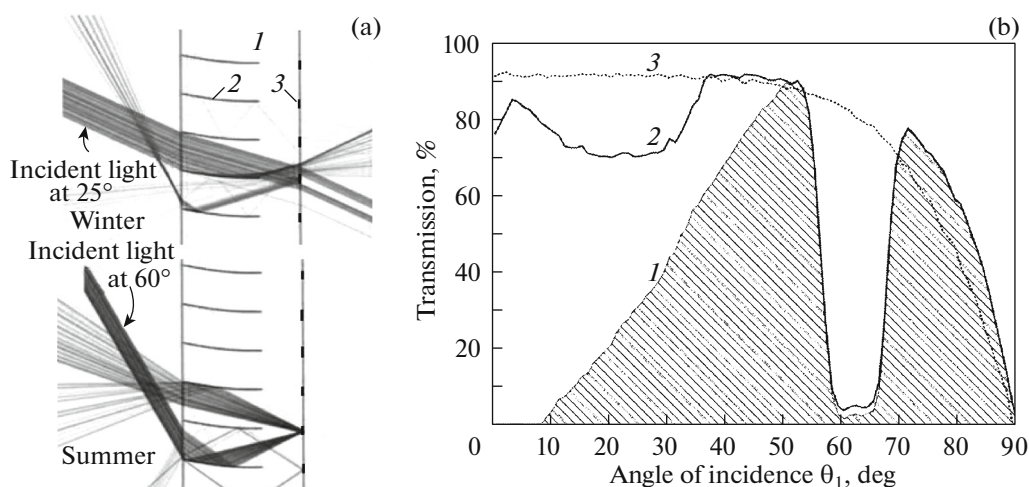 (a)
1
2
3
Incident light
at 25°
Winter
Incident light
at 60°
Summer
(b)
100
80
60
40
20
0
10
20
30
40
50
60
70
80
90
Transmission, %
Angle of incidence θ1, deg
3
2
1